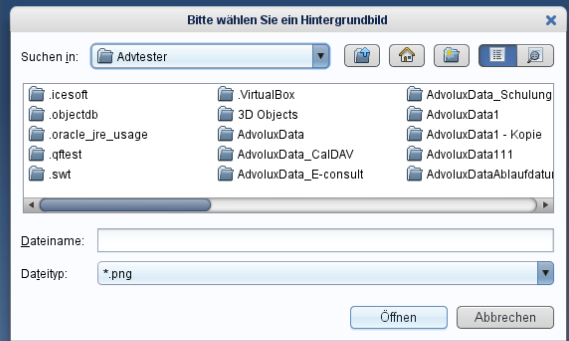 Bitte wählen Sie ein Hintergrundbild
Suchen in: Advtester
.icesoft .VirtualBox AdvoluxData_Schulung
.objectdb 3D Objects AdvoluxData1
.oracle_jre_usage AdvoluxData AdvoluxData1 - Kopie
.qftest AdvoluxData_CalDAV AdvoluxData111
.swt AdvoluxData_E-consult AdvoluxDataAblaufdatu
Dateiname:
Dateityp: *.png
Öffnen Abbrechen